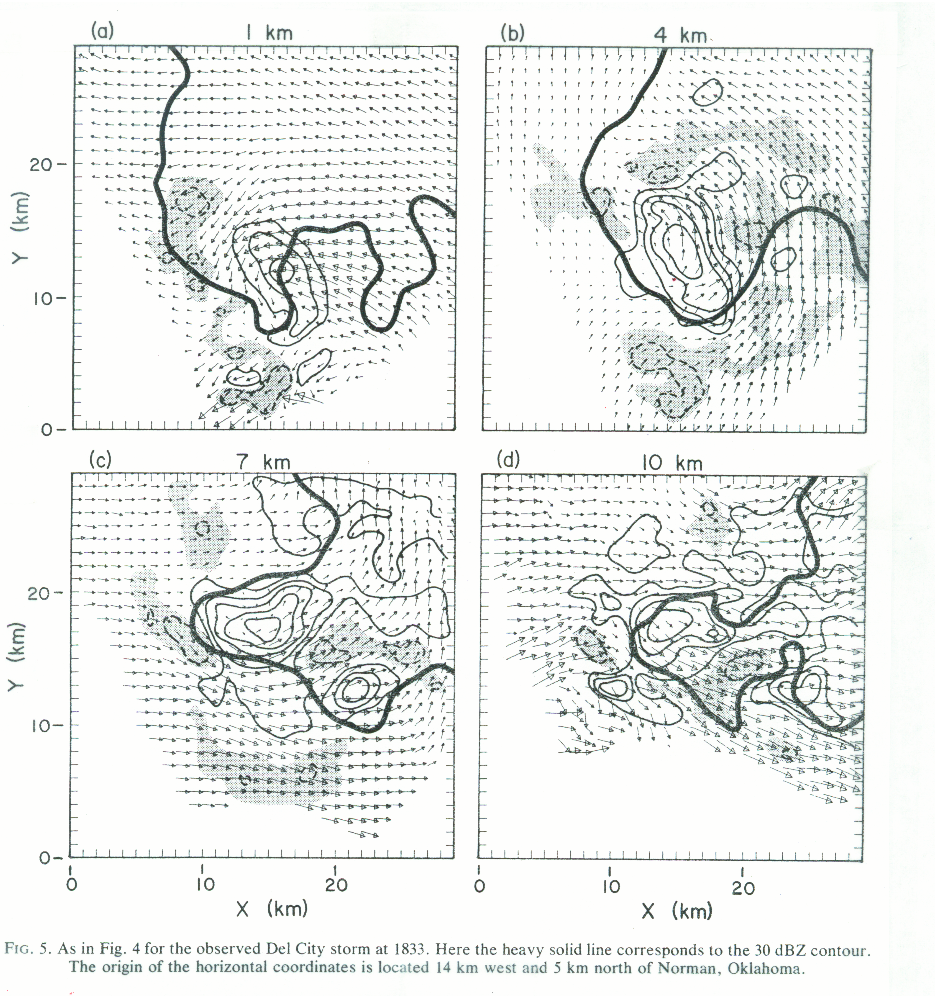 (a) 1 km
(b) 4 km
20
10
0
Y (km)
(c) 7 km
(d) 10 km
20
10
0
Y (km)
0 10 20
X (km)
0 10 20
X (km)
FIG. 5. As in Fig. 4 for the observed Del City storm at 1833. Here the heavy solid line corresponds to the 30 dBZ contour.
The origin of the horizontal coordinates is located 14 km west and 5 km north of Norman, Oklahoma.